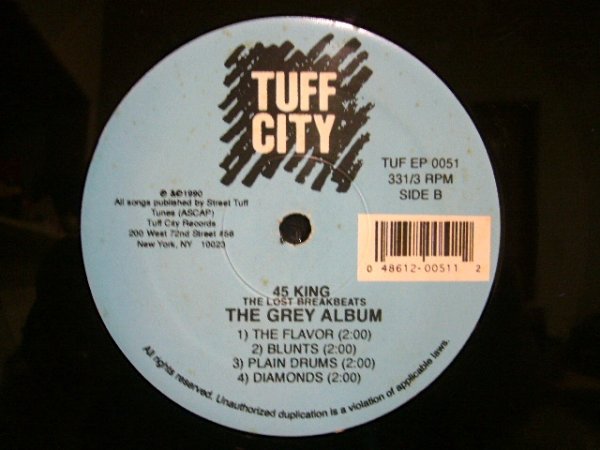 TUFF
CITY
TUF EP 0051
331/3 RPM
SIDE B
℗ &©1990
All songs published by Street Tuff
Tunes (ASCAP)
Tuff City Records
200 West 72nd Street #56
New York, NY 10023
0 48612-00511 2
45 KING
THE LOST BREAKBEATS
THE GREY ALBUM
1) THE FLAVOR (2:00)
2) BLUNTS (2:00)
3) PLAIN DRUMS (2:00)
4) DIAMONDS (2:00)
All rights reserved. Unauthorized duplication is a violation of applicable laws.